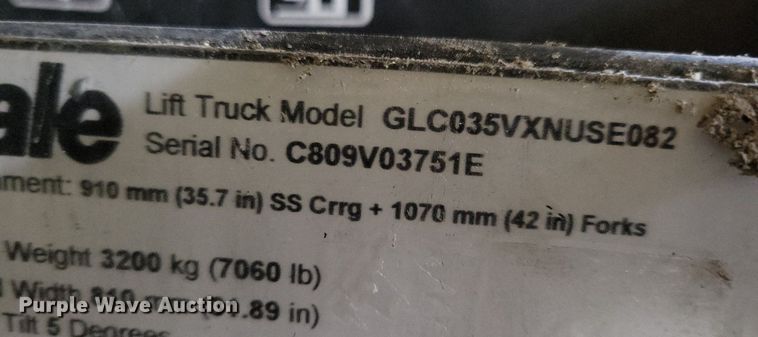 ale
Lift Truck Model GLC035VXNUSE082
Serial No. C809V03751E
ment: 910 mm (35.7 in) SS Crrg + 1070 mm (42 in) Forks
Weight 3200 kg (7060 lb)
Width 810 .89 in)
Purple Wave Auction
Tilt 5 Degrees